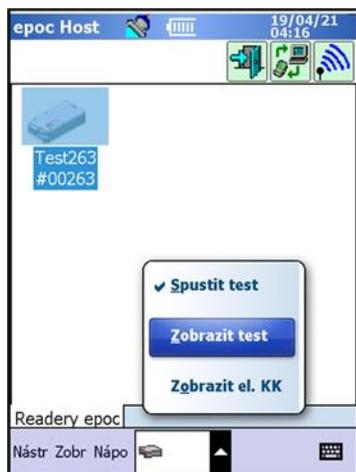 epoc Host
19/04/21
04:16
Test263
#00263
Spustit test
Zobrazit test
Zobrazit el. KK
Readery epoc
Nástr Zobr Nápo